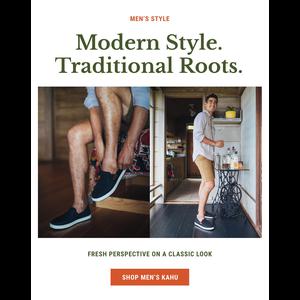 MEN'S STYLE
Modern Style.
Traditional Roots.
FRESH PERSPECTIVE ON A CLASSIC LOOK
SHOP MEN'S KAHU